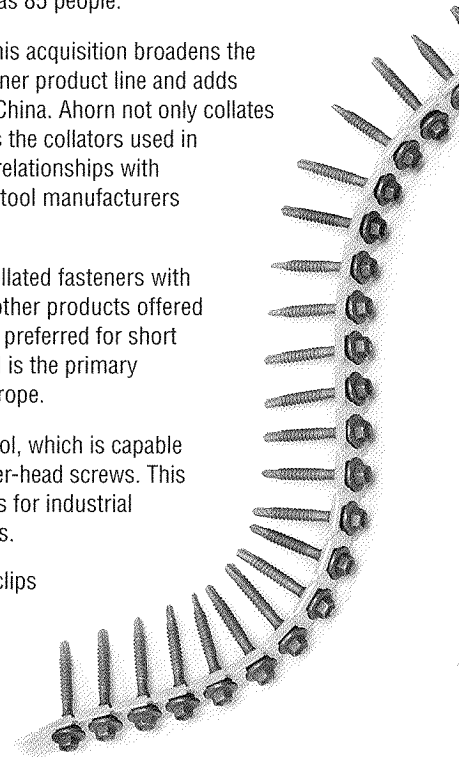 as 85 people.
his acquisition broadens the
ner product line and adds
China. Ahorn not only collates
s the collators used in
relationships with
tool manufacturers
llated fasteners with
other products offered
preferred for short
is the primary
rope.
ol, which is capable
er-head screws. This
s for industrial
s.
clips